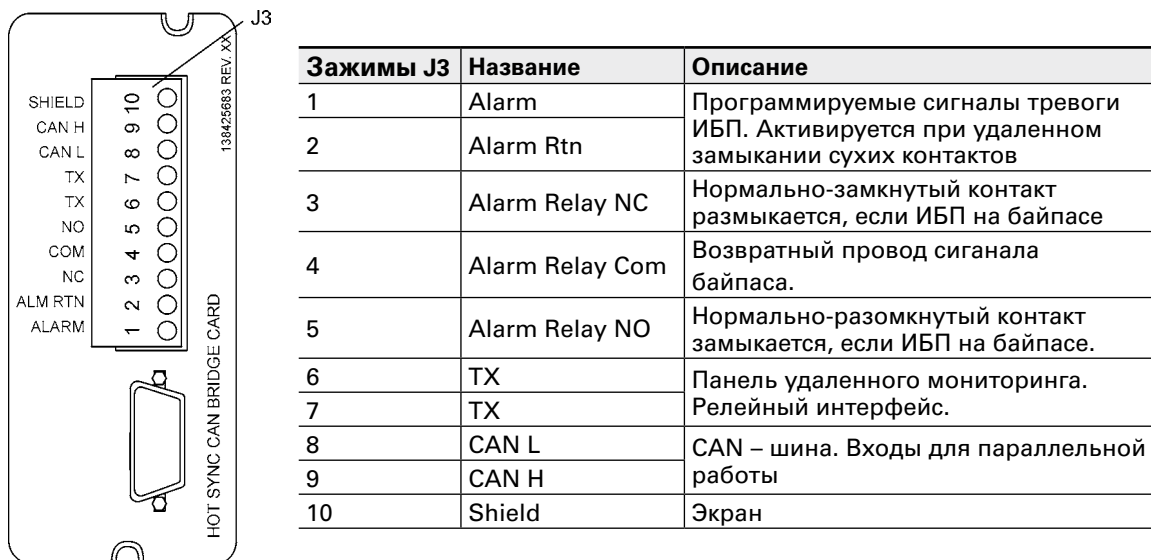 J3
138425683 REV. XX
SHIELD 10
CAN H 9
CAN L 8
TX 7
TX 6
NO 5
COM 4
NC 3
ALM RTN 2
ALARM 1
HOT SYNC CAN BRIDGE CARD
Зажимы J3 Название Описание
1 Alarm Программируемые сигналы тревоги
ИБП. Активируется при удаленном
2 Alarm Rtn замыкании сухих контактов
3 Alarm Relay NC Нормально-замкнутый контакт
размыкается, если ИБП на байпасе
4 Alarm Relay Com Возвратный провод сиганала
байпаса.
5 Alarm Relay NO Нормально-разомкнутый контакт
замыкается, если ИБП на байпасе.
6 TX Панель удаленного мониторинга.
7 TX Релейный интерфейс.
8 CAN L CAN – шина. Входы для параллельной
9 CAN H работы
10 Shield Экран